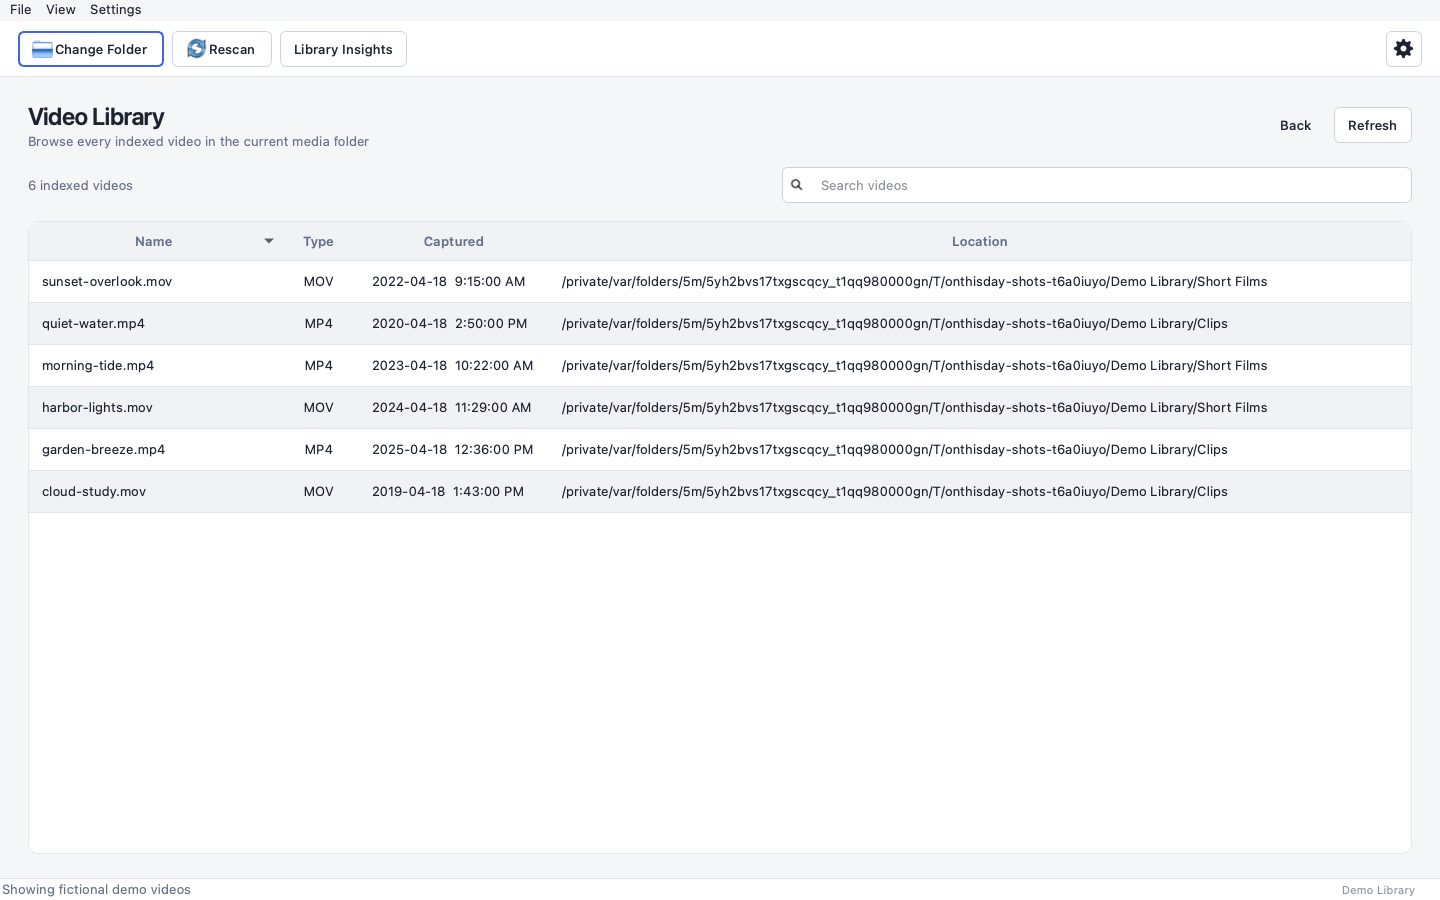 File View Settings
Change Folder Rescan Library Insights
Video Library
Browse every indexed video in the current media folder
Back Refresh
6 indexed videos
Search videos
Name Type Captured Location
sunset-overlook.mov MOV 2022-04-18 9:15:00 AM /private/var/folders/5m/5yh2bvs17txgscqcy_t1qq980000gn/T/onthisday-shots-t6a0iuyo/Demo Library/Short Films
quiet-water.mp4 MP4 2020-04-18 2:50:00 PM /private/var/folders/5m/5yh2bvs17txgscqcy_t1qq980000gn/T/onthisday-shots-t6a0iuyo/Demo Library/Clips
morning-tide.mp4 MP4 2023-04-18 10:22:00 AM /private/var/folders/5m/5yh2bvs17txgscqcy_t1qq980000gn/T/onthisday-shots-t6a0iuyo/Demo Library/Short Films
harbor-lights.mov MOV 2024-04-18 11:29:00 AM /private/var/folders/5m/5yh2bvs17txgscqcy_t1qq980000gn/T/onthisday-shots-t6a0iuyo/Demo Library/Short Films
garden-breeze.mp4 MP4 2025-04-18 12:36:00 PM /private/var/folders/5m/5yh2bvs17txgscqcy_t1qq980000gn/T/onthisday-shots-t6a0iuyo/Demo Library/Clips
cloud-study.mov MOV 2019-04-18 1:43:00 PM /private/var/folders/5m/5yh2bvs17txgscqcy_t1qq980000gn/T/onthisday-shots-t6a0iuyo/Demo Library/Clips
Showing fictional demo videos
Demo Library